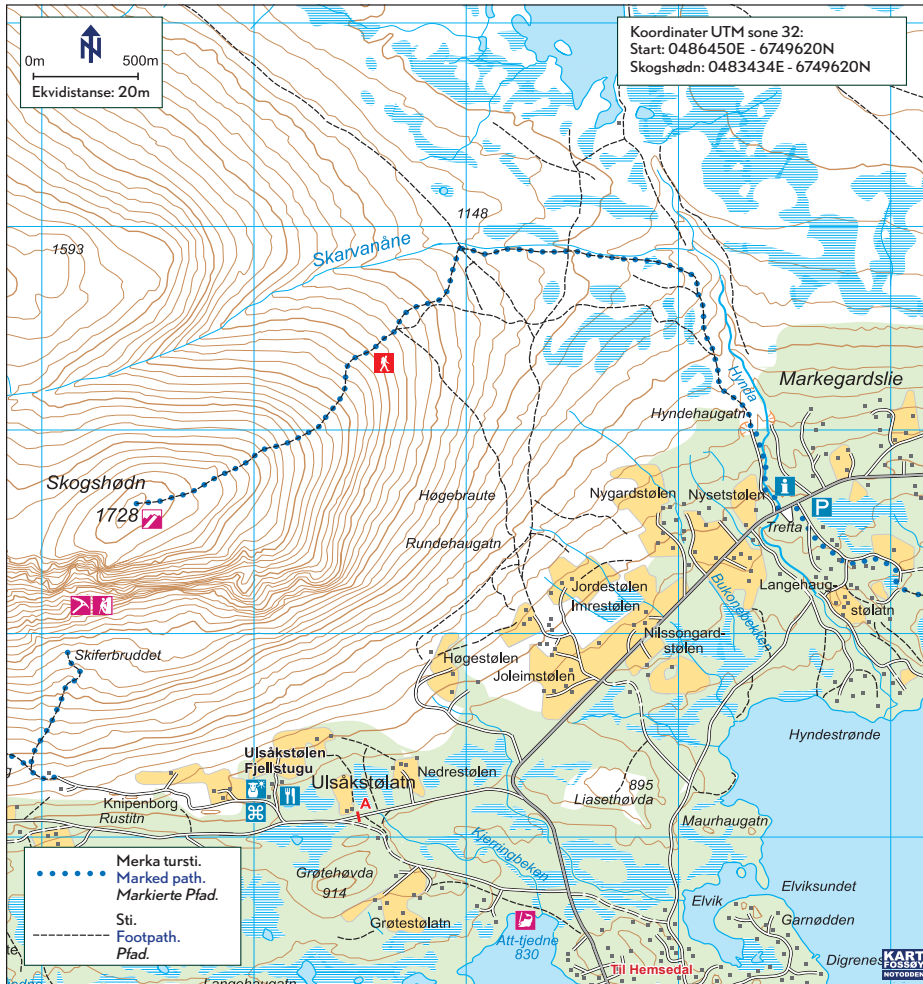 N
0m 500m
Ekvidistanse: 20m
Koordinater UTM sone 32:
Start: 0486450E - 6749620N
Skogshødn: 0483434E - 6749620N
1148
1593
Skarvanåne
Hynda
Markegardslie
Hyndehaugatn
Skogshødn
1728
Høgebraute
Nygardstølen
Nysetstølen
i
P
Trefta
Rundehaugatn
Jordestølen
Imrestølen
Bukonebekken
Langehaug-
stølatn
Nilssongard-
stølen
Skiferbruddet
Høgestølen
Joleimstølen
Hyndestrønde
Ulsåkstølen
Fjellstugu
Ulsåkstølatn
Nedrestølen
895
Liasethøvda
A
Knipenborg
Rustitn
Maurhaugatn
Kjerringbeken
Merka tursti.
Marked path.
Markierte Pfad.
Sti.
Footpath.
Pfad.
Grøtehøvda
914
Elviksundet
Elvik
Garnødden
Grøtestølatn
Att-tjedne
830
Til Hemsedal
Digrenes
Langehaugatn
KART
FOSSØY
NOTODDEN